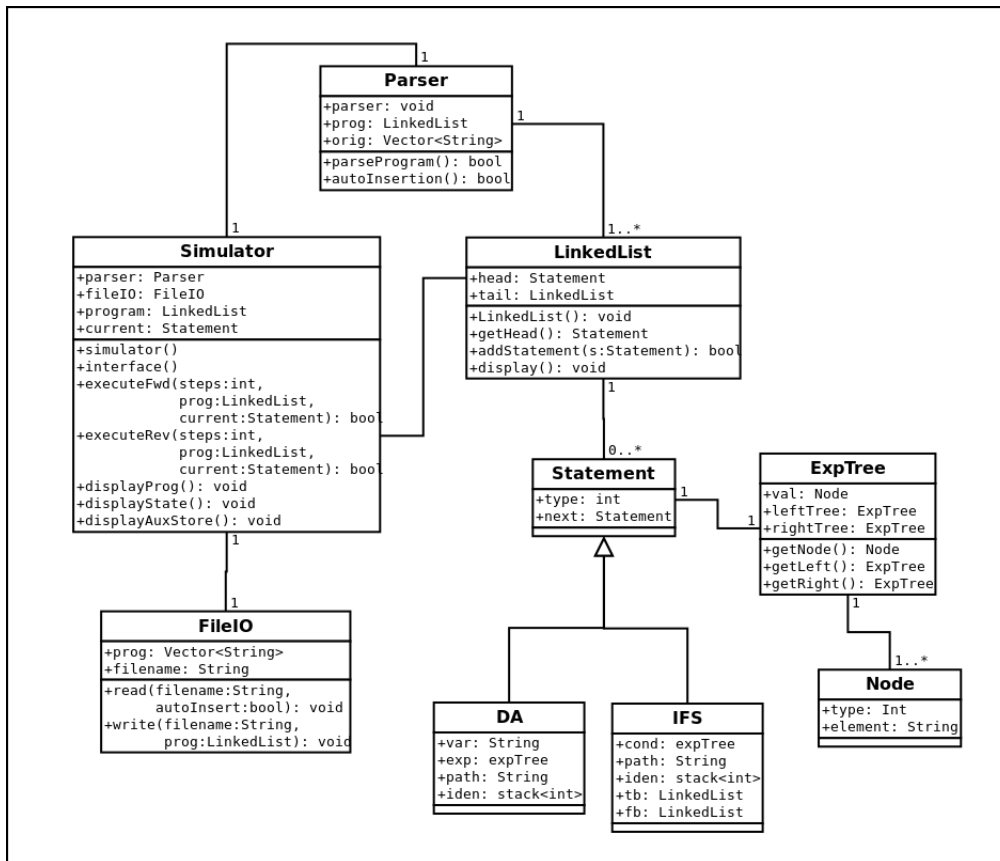 1
Parser
+parser: void
+prog: LinkedList
+orig: Vector<String>
+parseProgram(): bool
+autoInsertion(): bool
1
1
1..*
Simulator
+parser: Parser
+fileIO: FileIO
+program: LinkedList
+current: Statement
+simulator()
+interface()
+executeFwd(steps:int,
prog:LinkedList,
current:Statement): bool
+executeRev(steps:int,
prog:LinkedList,
current:Statement): bool
+displayProg(): void
+displayState(): void
+displayAuxStore(): void
1
LinkedList
+head: Statement
+tail: LinkedList
+LinkedList(): void
+getHead(): Statement
+addStatement(s:Statement): bool
+display(): void
1
0..*
Statement
+type: int
+next: Statement
1
1
ExpTree
+val: Node
+leftTree: ExpTree
+rightTree: ExpTree
+getNode(): Node
+getLeft(): ExpTree
+getRight(): ExpTree
1
1..*
1
FileIO
+prog: Vector<String>
+filename: String
+read(filename:String,
autoInsert:bool): void
+write(filename:String,
prog:LinkedList): void
Node
+type: Int
+element: String
DA
+var: String
+exp: expTree
+path: String
+iden: stack<int>
IFS
+cond: expTree
+path: String
+iden: stack<int>
+tb: LinkedList
+fb: LinkedList